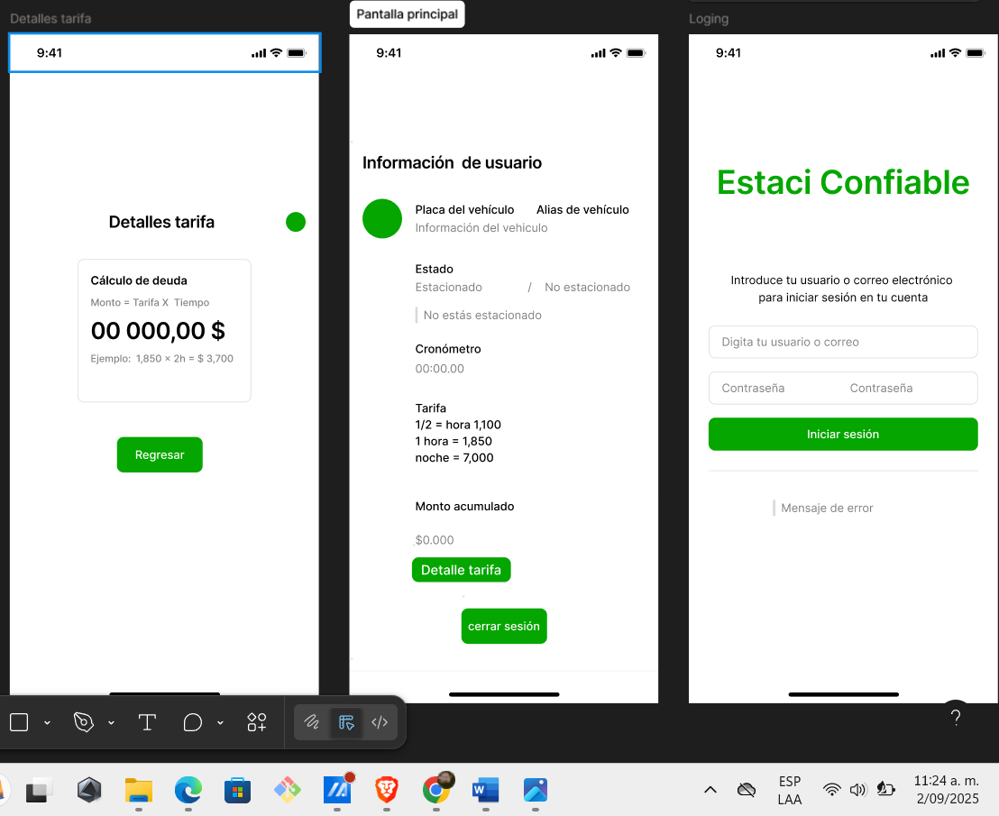 Detalles tarifa
9:41
Detalles tarifa
Cálculo de deuda
Monto = Tarifa X Tiempo
00 000,00 $
Ejemplo: 1,850 × 2h = $ 3,700
Regresar
Pantalla principal
9:41
Información de usuario
Placa del vehículo Alias de vehículo
Información del vehiculo
Estado
Estacionado / No estacionado
No estás estacionado
Cronómetro
00:00.00
Tarifa
1/2 = hora 1,100
1 hora = 1,850
noche = 7,000
Monto acumulado
$0.000
Detalle tarifa
cerrar sesión
Loging
9:41
Estaci Confiable
Introduce tu usuario o correo electrónico
para iniciar sesión en tu cuenta
Digita tu usuario o correo
Contraseña Contraseña
Iniciar sesión
Mensaje de error
T
</>
?
W
ESP
LAA
11:24 a. m.
2/09/2025